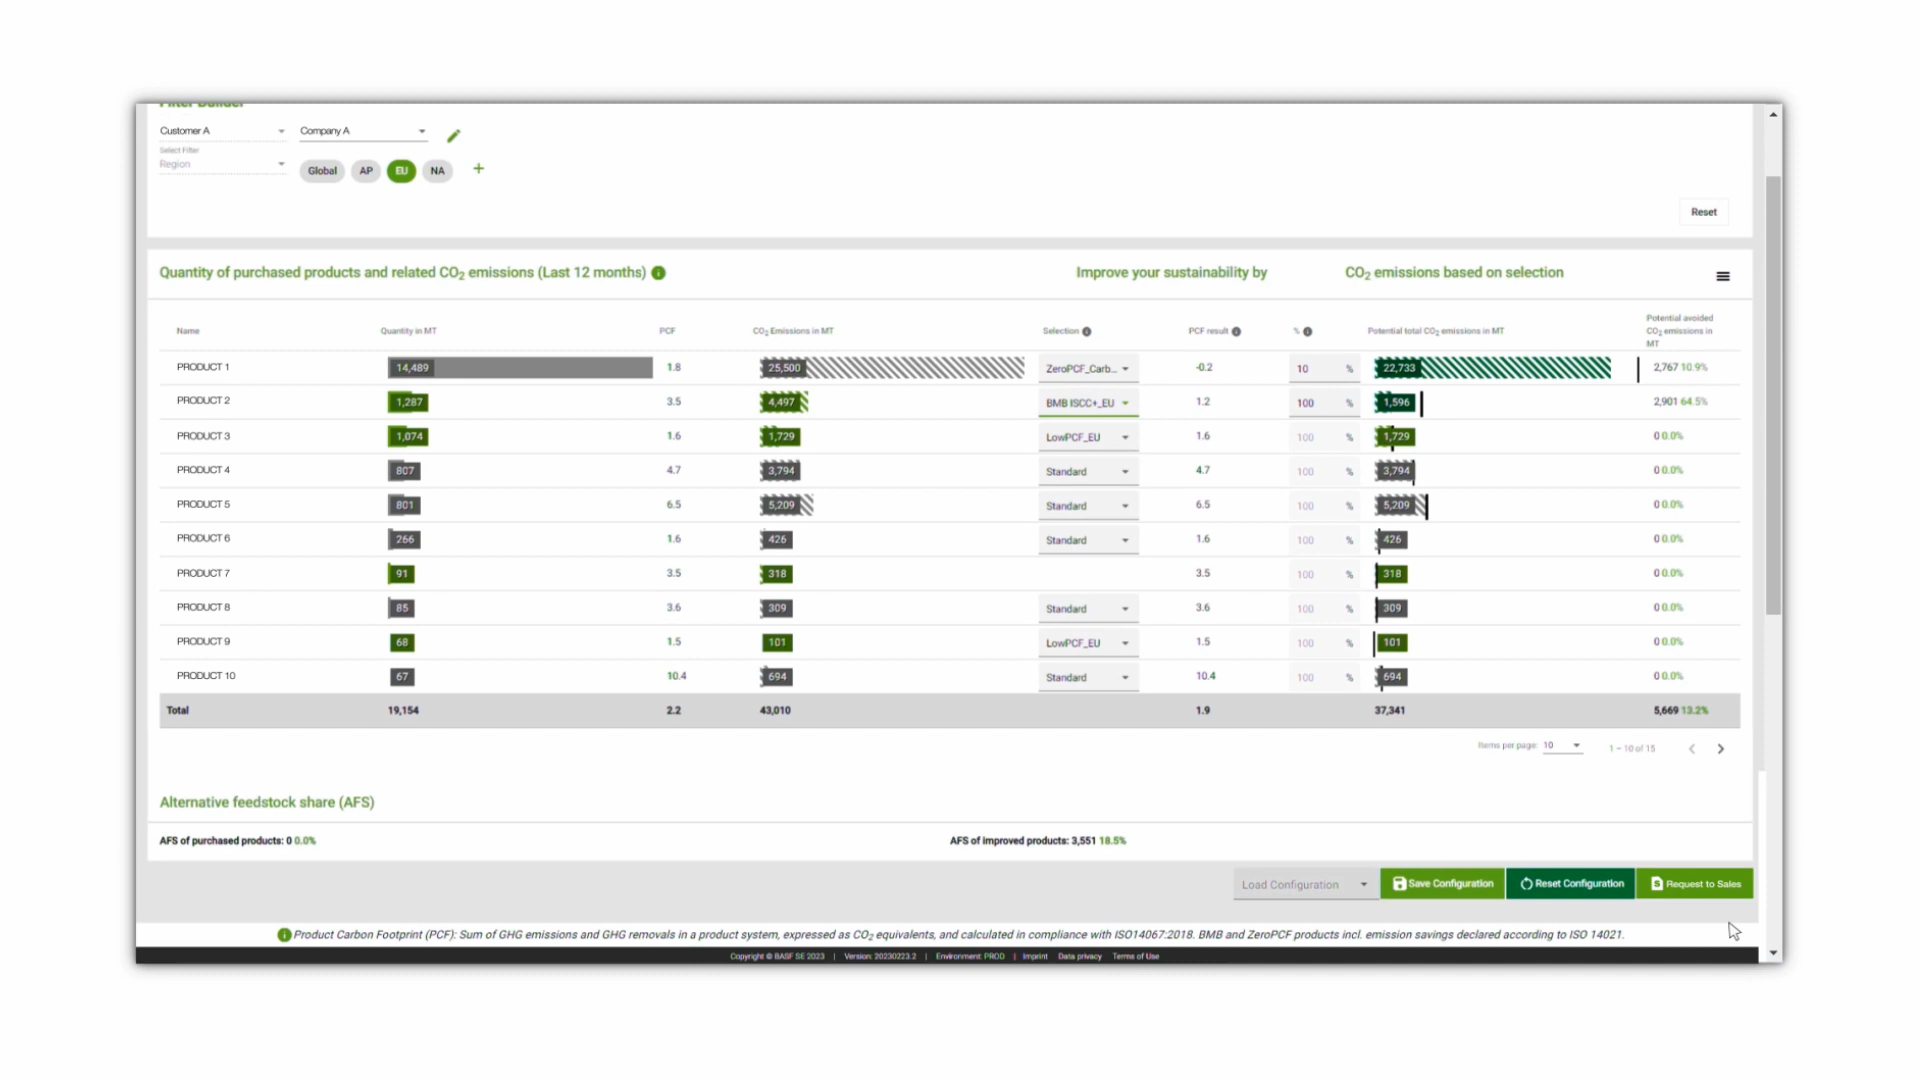 Filter Builder
Customer A Company A
Select Filter
Region Global AP EU NA +
Reset
Quantity of purchased products and related CO2 emissions (Last 12 months) Improve your sustainability by CO2 emissions based on selection
Name Quantity in MT PCF CO2 Emissions in MT Selection PCF result % Potential total CO2 emissions in MT Potential avoided CO2 emissions in MT
PRODUCT 1 14,489 1.8 25,500 ZeroPCF_Carb... -0.2 10 % 22,733 2,767 10.9%
PRODUCT 2 1,287 3.5 4,497 BMB ISCC+_EU 1.2 100 % 1,596 2,901 64.5%
PRODUCT 3 1,074 1.6 1,729 LowPCF_EU 1.6 100 % 1,729 0 0.0%
PRODUCT 4 807 4.7 3,794 Standard 4.7 100 % 3,794 0 0.0%
PRODUCT 5 801 6.5 5,209 Standard 6.5 100 % 5,209 0 0.0%
PRODUCT 6 266 1.6 426 Standard 1.6 100 % 426 0 0.0%
PRODUCT 7 91 3.5 318 3.5 100 % 318 0 0.0%
PRODUCT 8 85 3.6 309 Standard 3.6 100 % 309 0 0.0%
PRODUCT 9 68 1.5 101 LowPCF_EU 1.5 100 % 101 0 0.0%
PRODUCT 10 67 10.4 694 Standard 10.4 100 % 694 0 0.0%
Total 19,154 2.2 43,010 1.9 37,341 5,669 13.2%
Items per page: 10 1 – 10 of 15
Alternative feedstock share (AFS)
AFS of purchased products: 0 0.0% AFS of improved products: 3,551 18.5%
Load Configuration Save Configuration Reset Configuration Request to Sales
Product Carbon Footprint (PCF): Sum of GHG emissions and GHG removals in a product system, expressed as CO2 equivalents, and calculated in compliance with ISO14067:2018. BMB and ZeroPCF products incl. emission savings declared according to ISO 14021.
Copyright © BASF SE 2023 | Version: 20230223.2 | Environment: PROD | Imprint Data privacy Terms of Use